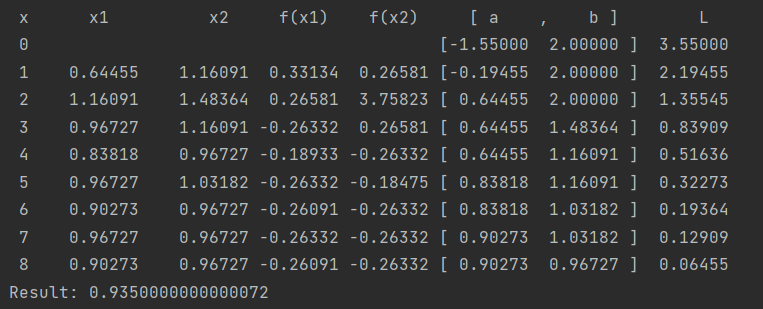 x x1 x2 f(x1) f(x2) [ a , b ] L
0 [-1.55000 2.00000 ] 3.55000
1 0.64455 1.16091 0.33134 0.26581 [-0.19455 2.00000 ] 2.19455
2 1.16091 1.48364 0.26581 3.75823 [ 0.64455 2.00000 ] 1.35545
3 0.96727 1.16091 -0.26332 0.26581 [ 0.64455 1.48364 ] 0.83909
4 0.83818 0.96727 -0.18933 -0.26332 [ 0.64455 1.16091 ] 0.51636
5 0.96727 1.03182 -0.26332 -0.18475 [ 0.83818 1.16091 ] 0.32273
6 0.90273 0.96727 -0.26091 -0.26332 [ 0.83818 1.03182 ] 0.19364
7 0.96727 0.96727 -0.26332 -0.26332 [ 0.90273 1.03182 ] 0.12909
8 0.90273 0.96727 -0.26091 -0.26332 [ 0.90273 0.96727 ] 0.06455
Result: 0.9350000000000072